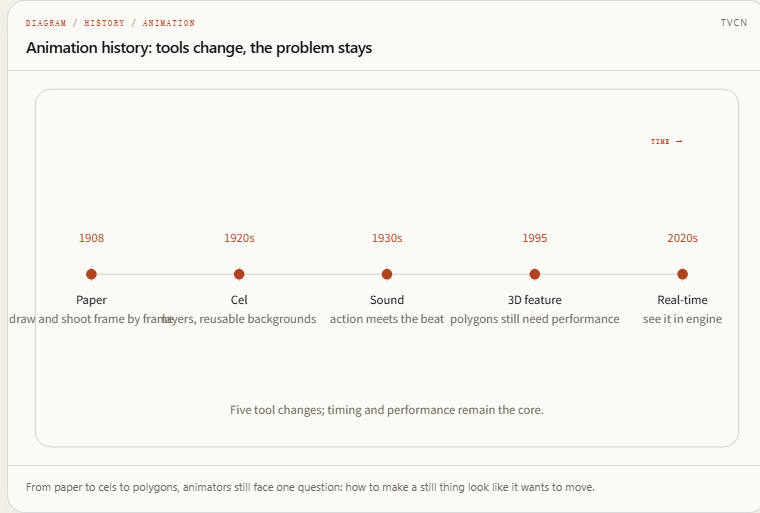 DIAGRAM / HISTORY / ANIMATION
TVCN
Animation history: tools change, the problem stays
TIME →
1908 1920s 1930s 1995 2020s
Paper Cel Sound 3D feature Real-time
draw and shoot frame by frame layers, reusable backgrounds action meets the beat polygons still need performance see it in engine
Five tool changes; timing and performance remain the core.
From paper to cels to polygons, animators still face one question: how to make a still thing look like it wants to move.